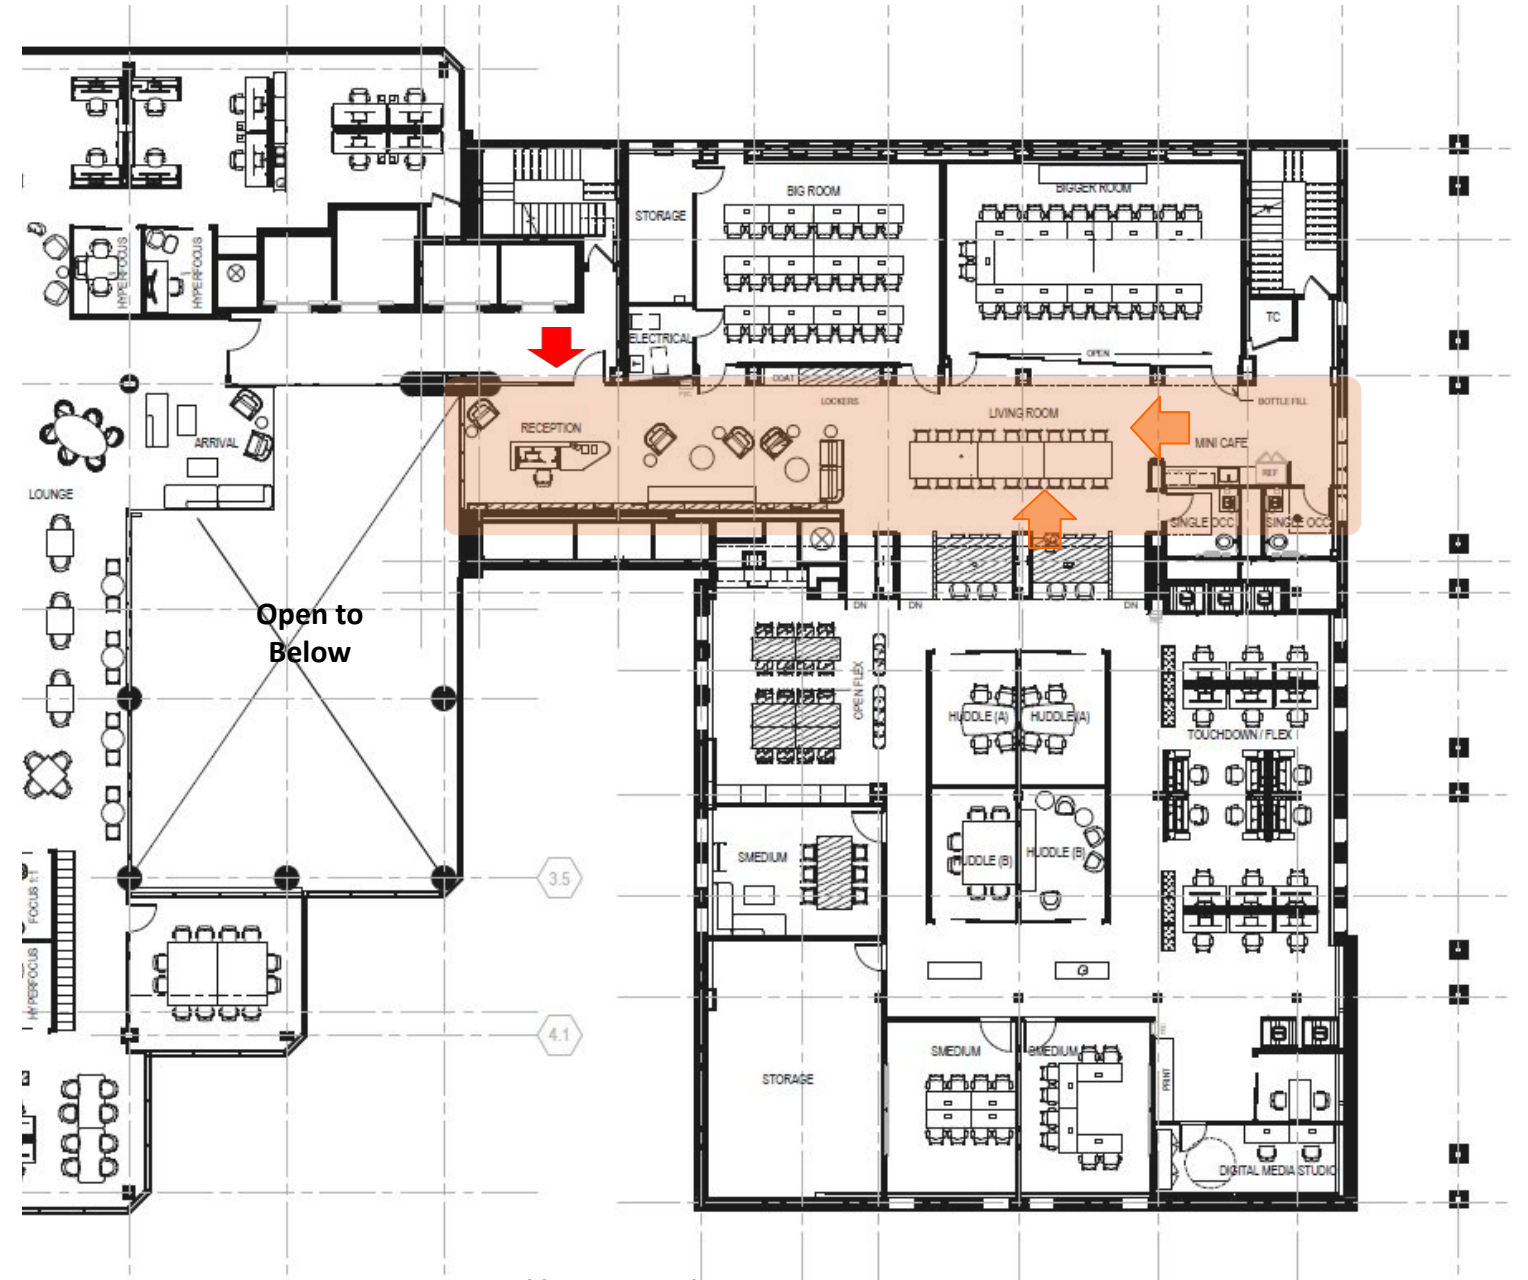 BIG ROOM
BIGGER ROOM
STORAGE
HYPERFOCUS
HYPERFOCUS
TC
ELECTRICAL
OPEN
COAT
LOCKERS
BOTTLE FILL
LIVING ROOM
RECEPTION
ARRIVAL
MINI CAFE
REF
LOUNGE
SINGLE OCC
SINGLE OCC
DN
DN
DN
Open to
Below
OPEN FLEX
HUDDLE (A)
HUDDLE (A)
TOUCHDOWN / FLEX
SMEDIUM
HUDDLE (B)
HUDDLE (B)
3.5
FOCUS 1:1
HYPERFOCUS
4.1
SMEDIUM
SMEDIUM
STORAGE
PRINT
DIGITAL MEDIA STUDIO